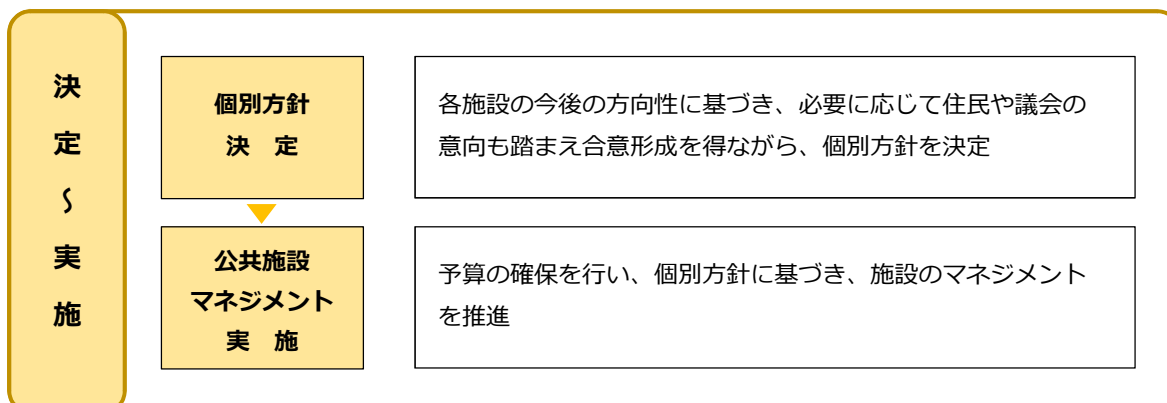 決定～実施
個別方針
決　定
各施設の今後の方向性に基づき、必要に応じて住民や議会の
意向も踏まえ合意形成を得ながら、個別方針を決定
公共施設
マネジメント
実　施
予算の確保を行い、個別方針に基づき、施設のマネジメント
を推進